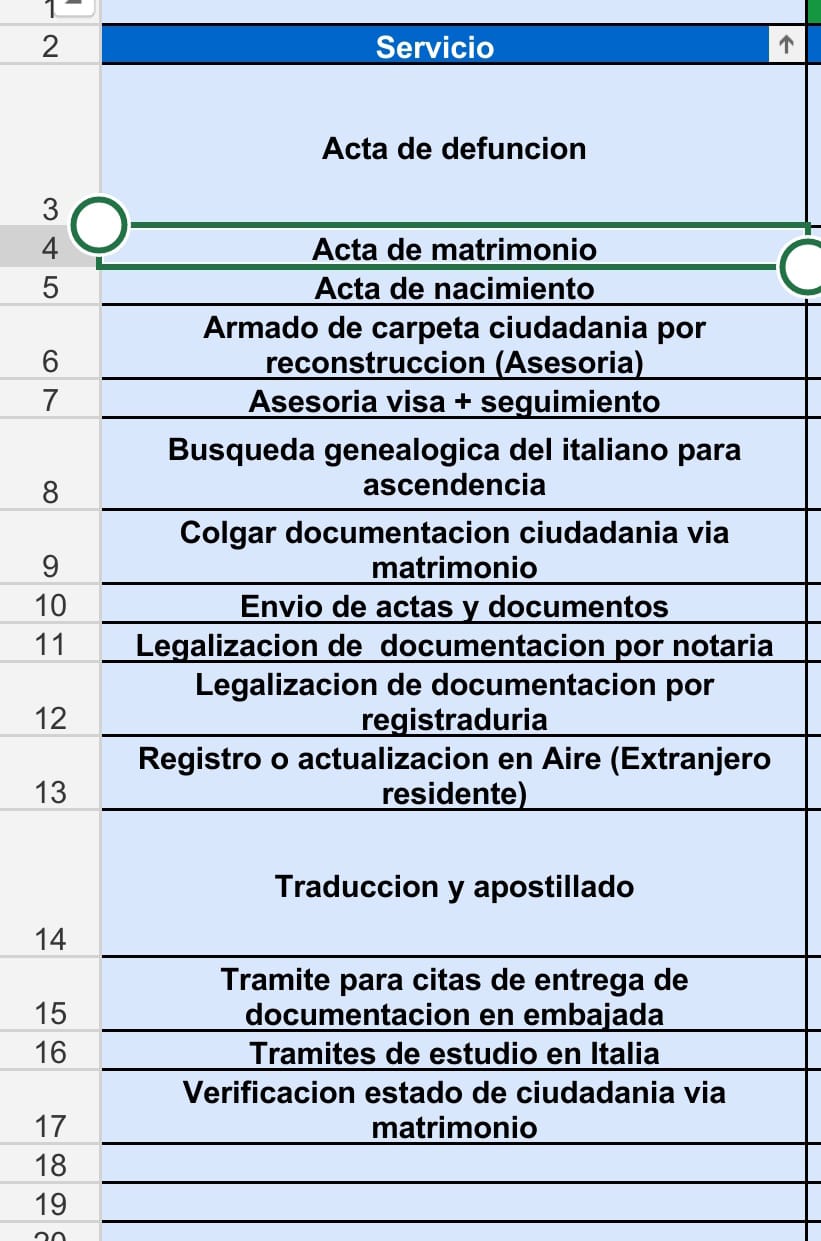 1
2
Servicio
Acta de defuncion
3
4
Acta de matrimonio
5
Acta de nacimiento
Armado de carpeta ciudadania por
reconstruccion (Asesoria)
6
7
Asesoria visa + seguimiento
Busqueda genealogica del italiano para
ascendencia
8
Colgar documentacion ciudadania via
matrimonio
9
10
Envio de actas y documentos
11
Legalizacion de  documentacion por notaria
Legalizacion de documentacion por
registraduria
12
Registro o actualizacion en Aire (Extranjero
residente)
13
Traduccion y apostillado
14
Tramite para citas de entrega de
documentacion en embajada
15
16
Tramites de estudio en Italia
Verificacion estado de ciudadania via
matrimonio
17
18
19
20